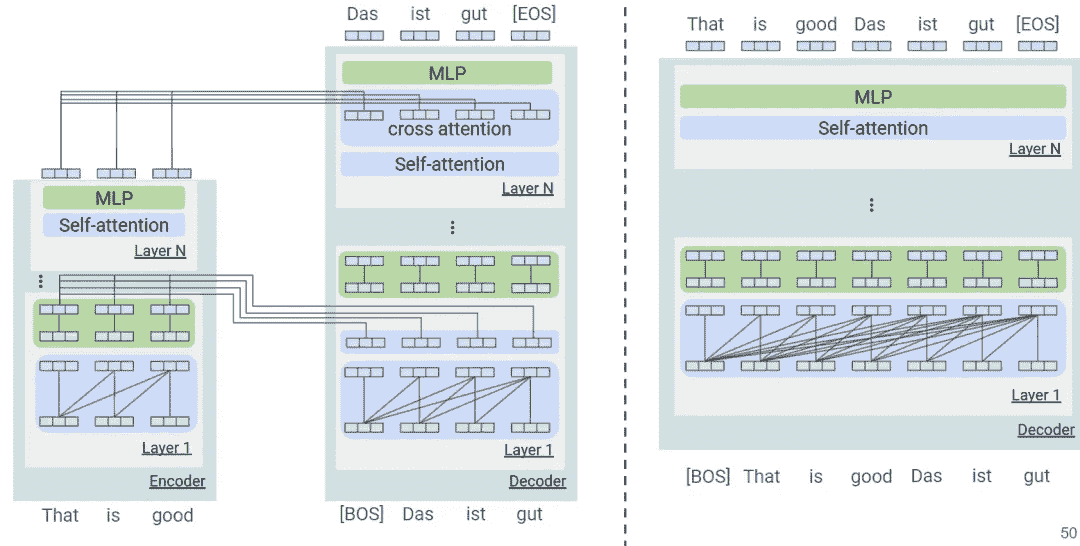 Das ist gut [EOS]
MLP
cross attention
Self-attention
Layer N
MLP
Self-attention
Layer N
Layer 1
Encoder
That is good
Layer 1
Decoder
[BOS] Das ist gut
That is good Das ist gut [EOS]
MLP
Self-attention
Layer N
Layer 1
Decoder
[BOS] That is good Das ist gut
50